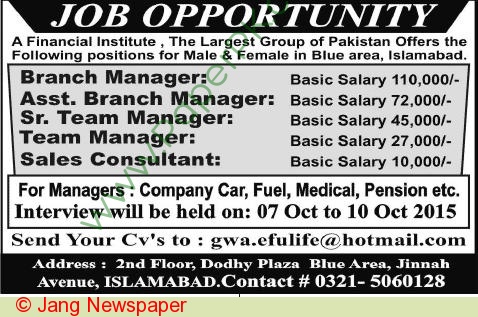 JOB OPPORTUNITY
A Financial Institute , The Largest Group of Pakistan Offers the
Following positions for Male & Female in Blue area, Islamabad.
Branch Manager: Basic Salary 110,000/-
Asst. Branch Manager: Basic Salary 72,000/-
Sr. Team Manager: Basic Salary 45,000/-
Team Manager: Basic Salary 27,000/-
Sales Consultant: Basic Salary 10,000/-
For Managers : Company Car, Fuel, Medical, Pension etc.
Interview will be held on: 07 Oct to 10 Oct 2015
Send Your Cv's to : gwa.efulife@hotmail.com
Address : 2nd Floor, Dodhy Plaza Blue Area, Jinnah
Avenue, ISLAMABAD.Contact # 0321- 5060128
© Jang Newspaper